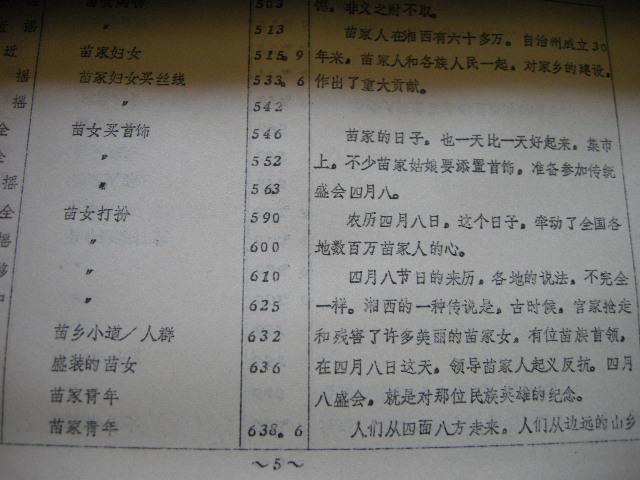 503 德，非义之财不取。
遥 〃 513 苗家人在湘西有六十多万。自治州成立30
近 苗家妇女 515.9 年来，苗家人和各族人民一起，对家乡的建设，
摇 苗家妇女买丝线 533.6 作出了重大贡献。
摇 〃 542
全 苗女买首饰 546 苗家的日子，也一天比一天好起来，集市
全 〃 552 上，不少苗家姑娘要添置首饰，准备参加传统
摇 〃 563 盛会四月八。
全 苗女打扮 590 农历四月八日。这个日子，牵动了全国各
摇 〃 600 地数百万苗家人的心。
移 〃 610 四月八节日的来历，各地的说法，不完全
〃 625 一样。湘西的一种传说是，古时候，官家抢走
苗乡小道/人群 632 和残害了许多美丽的苗家女，有位苗族首领，
盛装的苗女 636 在四月八日这天，领导苗家人起义反抗。四月
苗家青年 八盛会，就是对那位民族英雄的纪念。
苗家青年 638.6 人们从四面八方走来。人们从边远的山乡
～5～